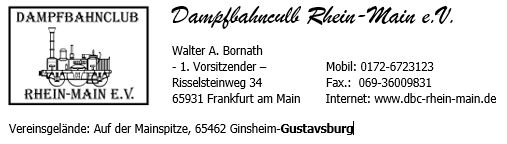 DAMPFBAHNCLUB
RHEIN-MAIN E.V.
Dampfbahnculb Rhein-Main e.V.
Walter A. Bornath
- 1. Vorsitzender –
Mobil: 0172-6723123
Risselsteinweg 34
Fax.: 069-36009831
65931 Frankfurt am Main
Internet: www.dbc-rhein-main.de
Vereinsgelände: Auf der Mainspitze, 65462 Ginsheim-Gustavsburg